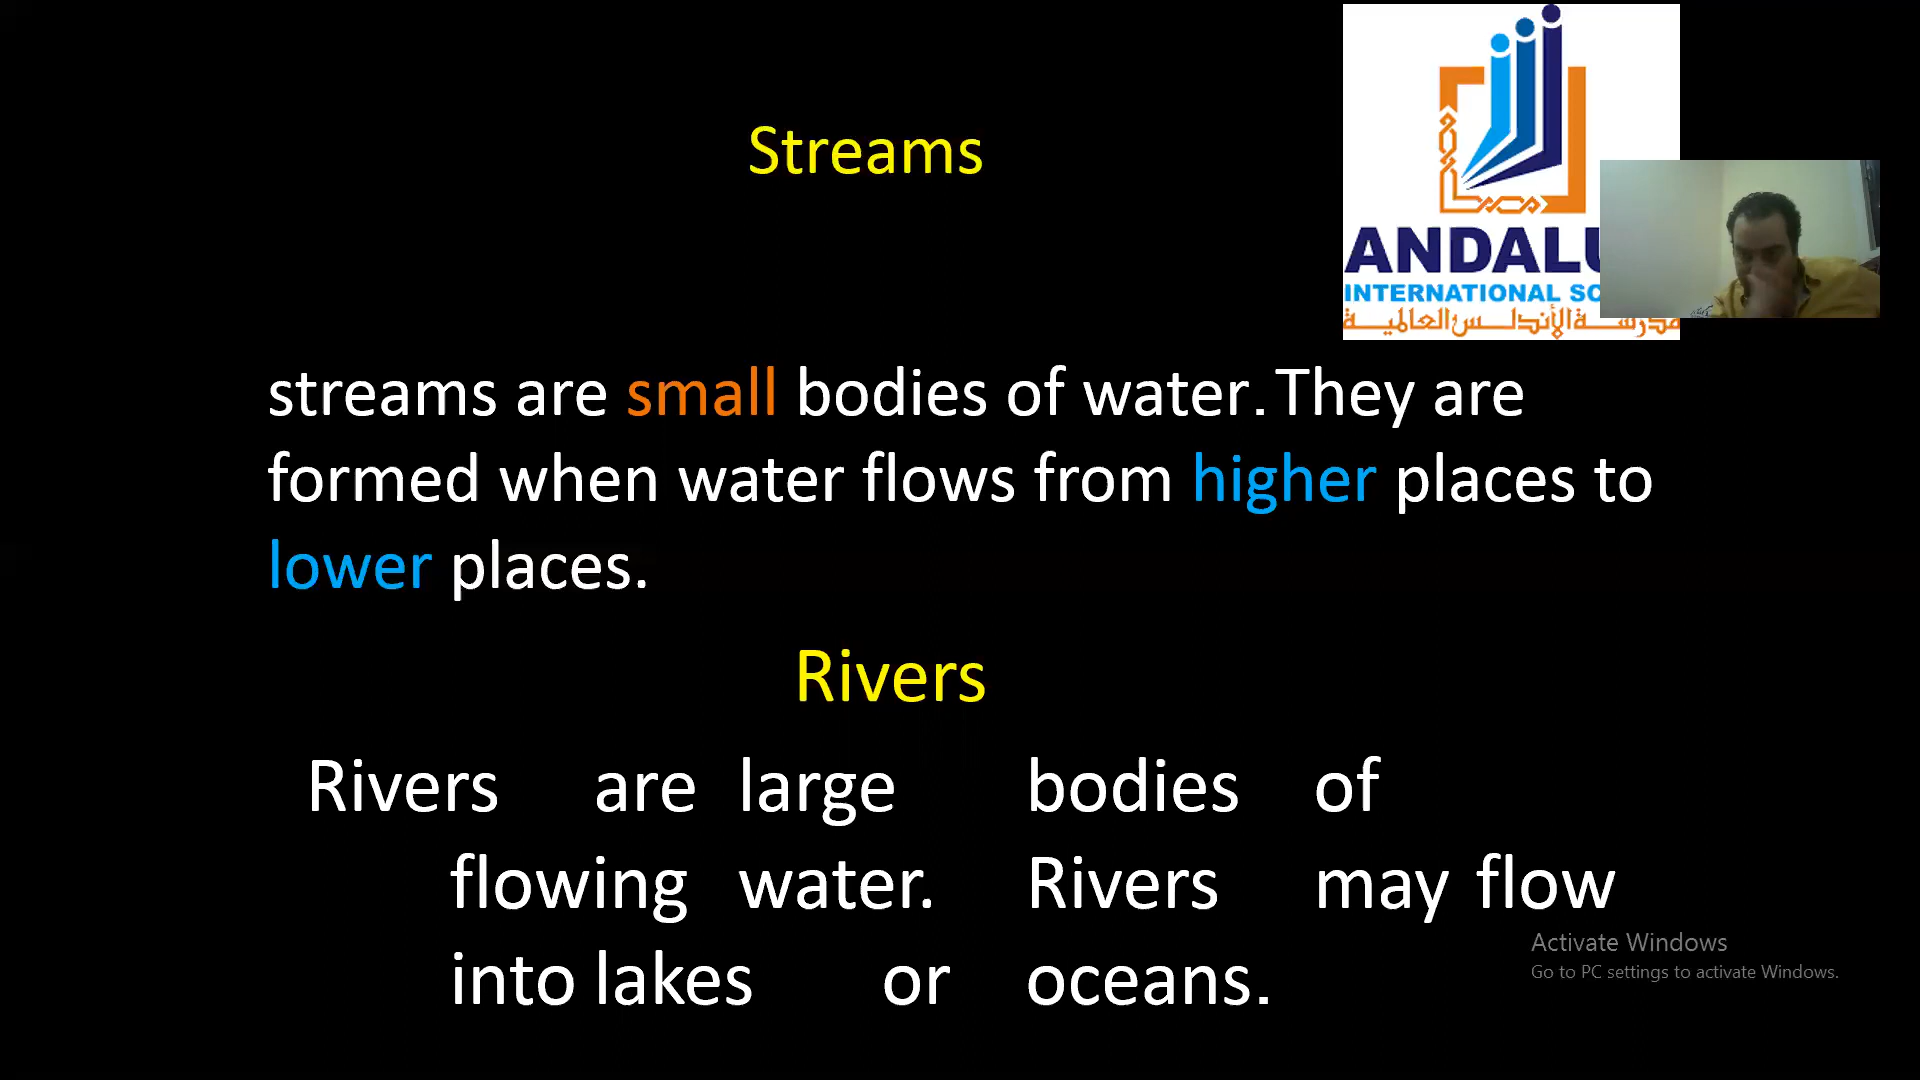 Streams
ANDALU
INTERNATIONAL SC
مدرسة الأندلس العالمية
streams are small bodies of water. They are
formed when water flows from higher places to
lower places.
Rivers
Rivers are large bodies of
flowing water. Rivers may flow
into lakes or oceans.
Activate Windows
Go to PC settings to activate Windows.